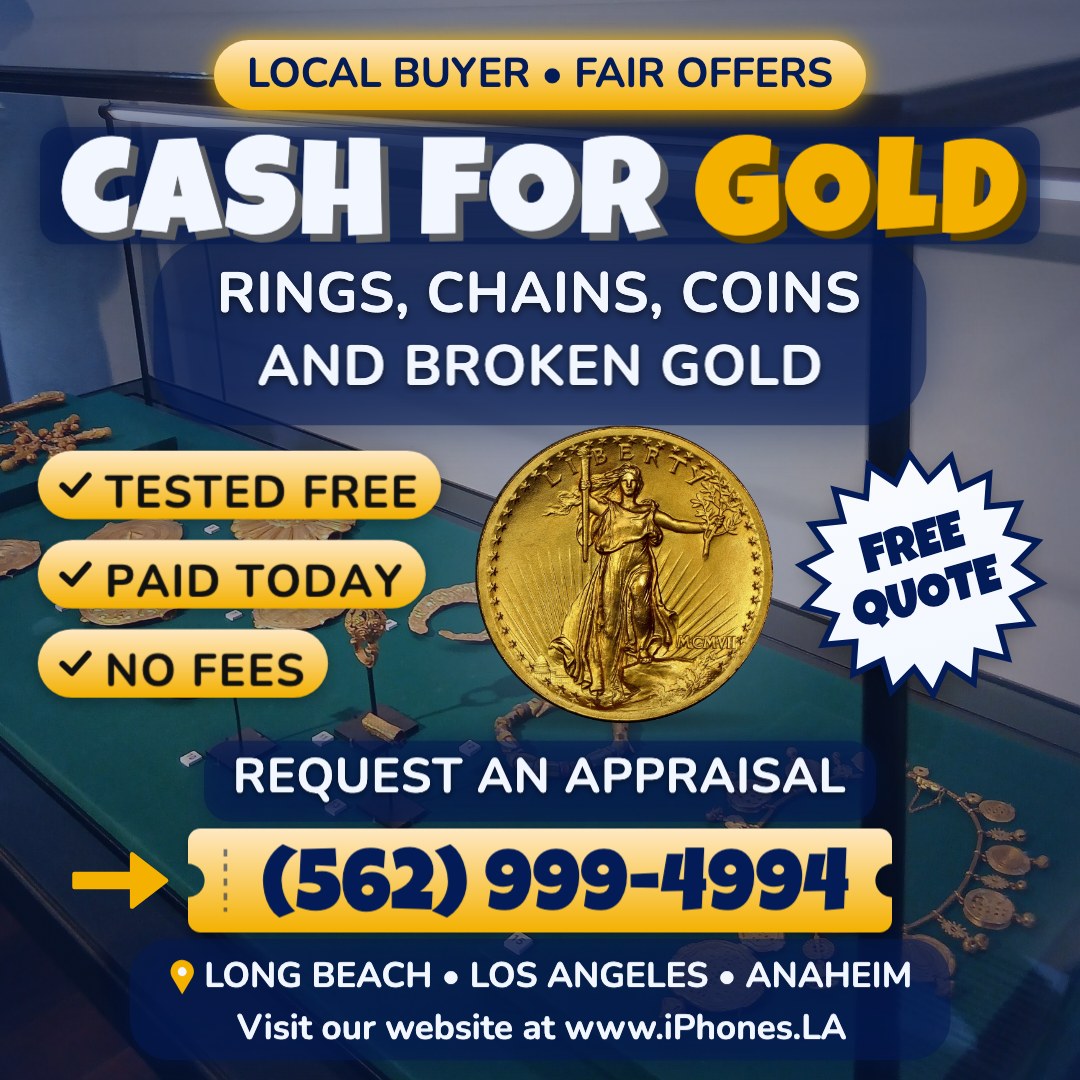 LOCAL BUYER • FAIR OFFERS
CASH FOR GOLD
RINGS, CHAINS, COINS
AND BROKEN GOLD
LIBERTY
✓ TESTED FREE
✓ PAID TODAY
✓ NO FEES
MCMVII
FREE
QUOTE
REQUEST AN APPRAISAL
(562) 999-4994
LONG BEACH • LOS ANGELES • ANAHEIM
Visit our website at www.iPhones.LA